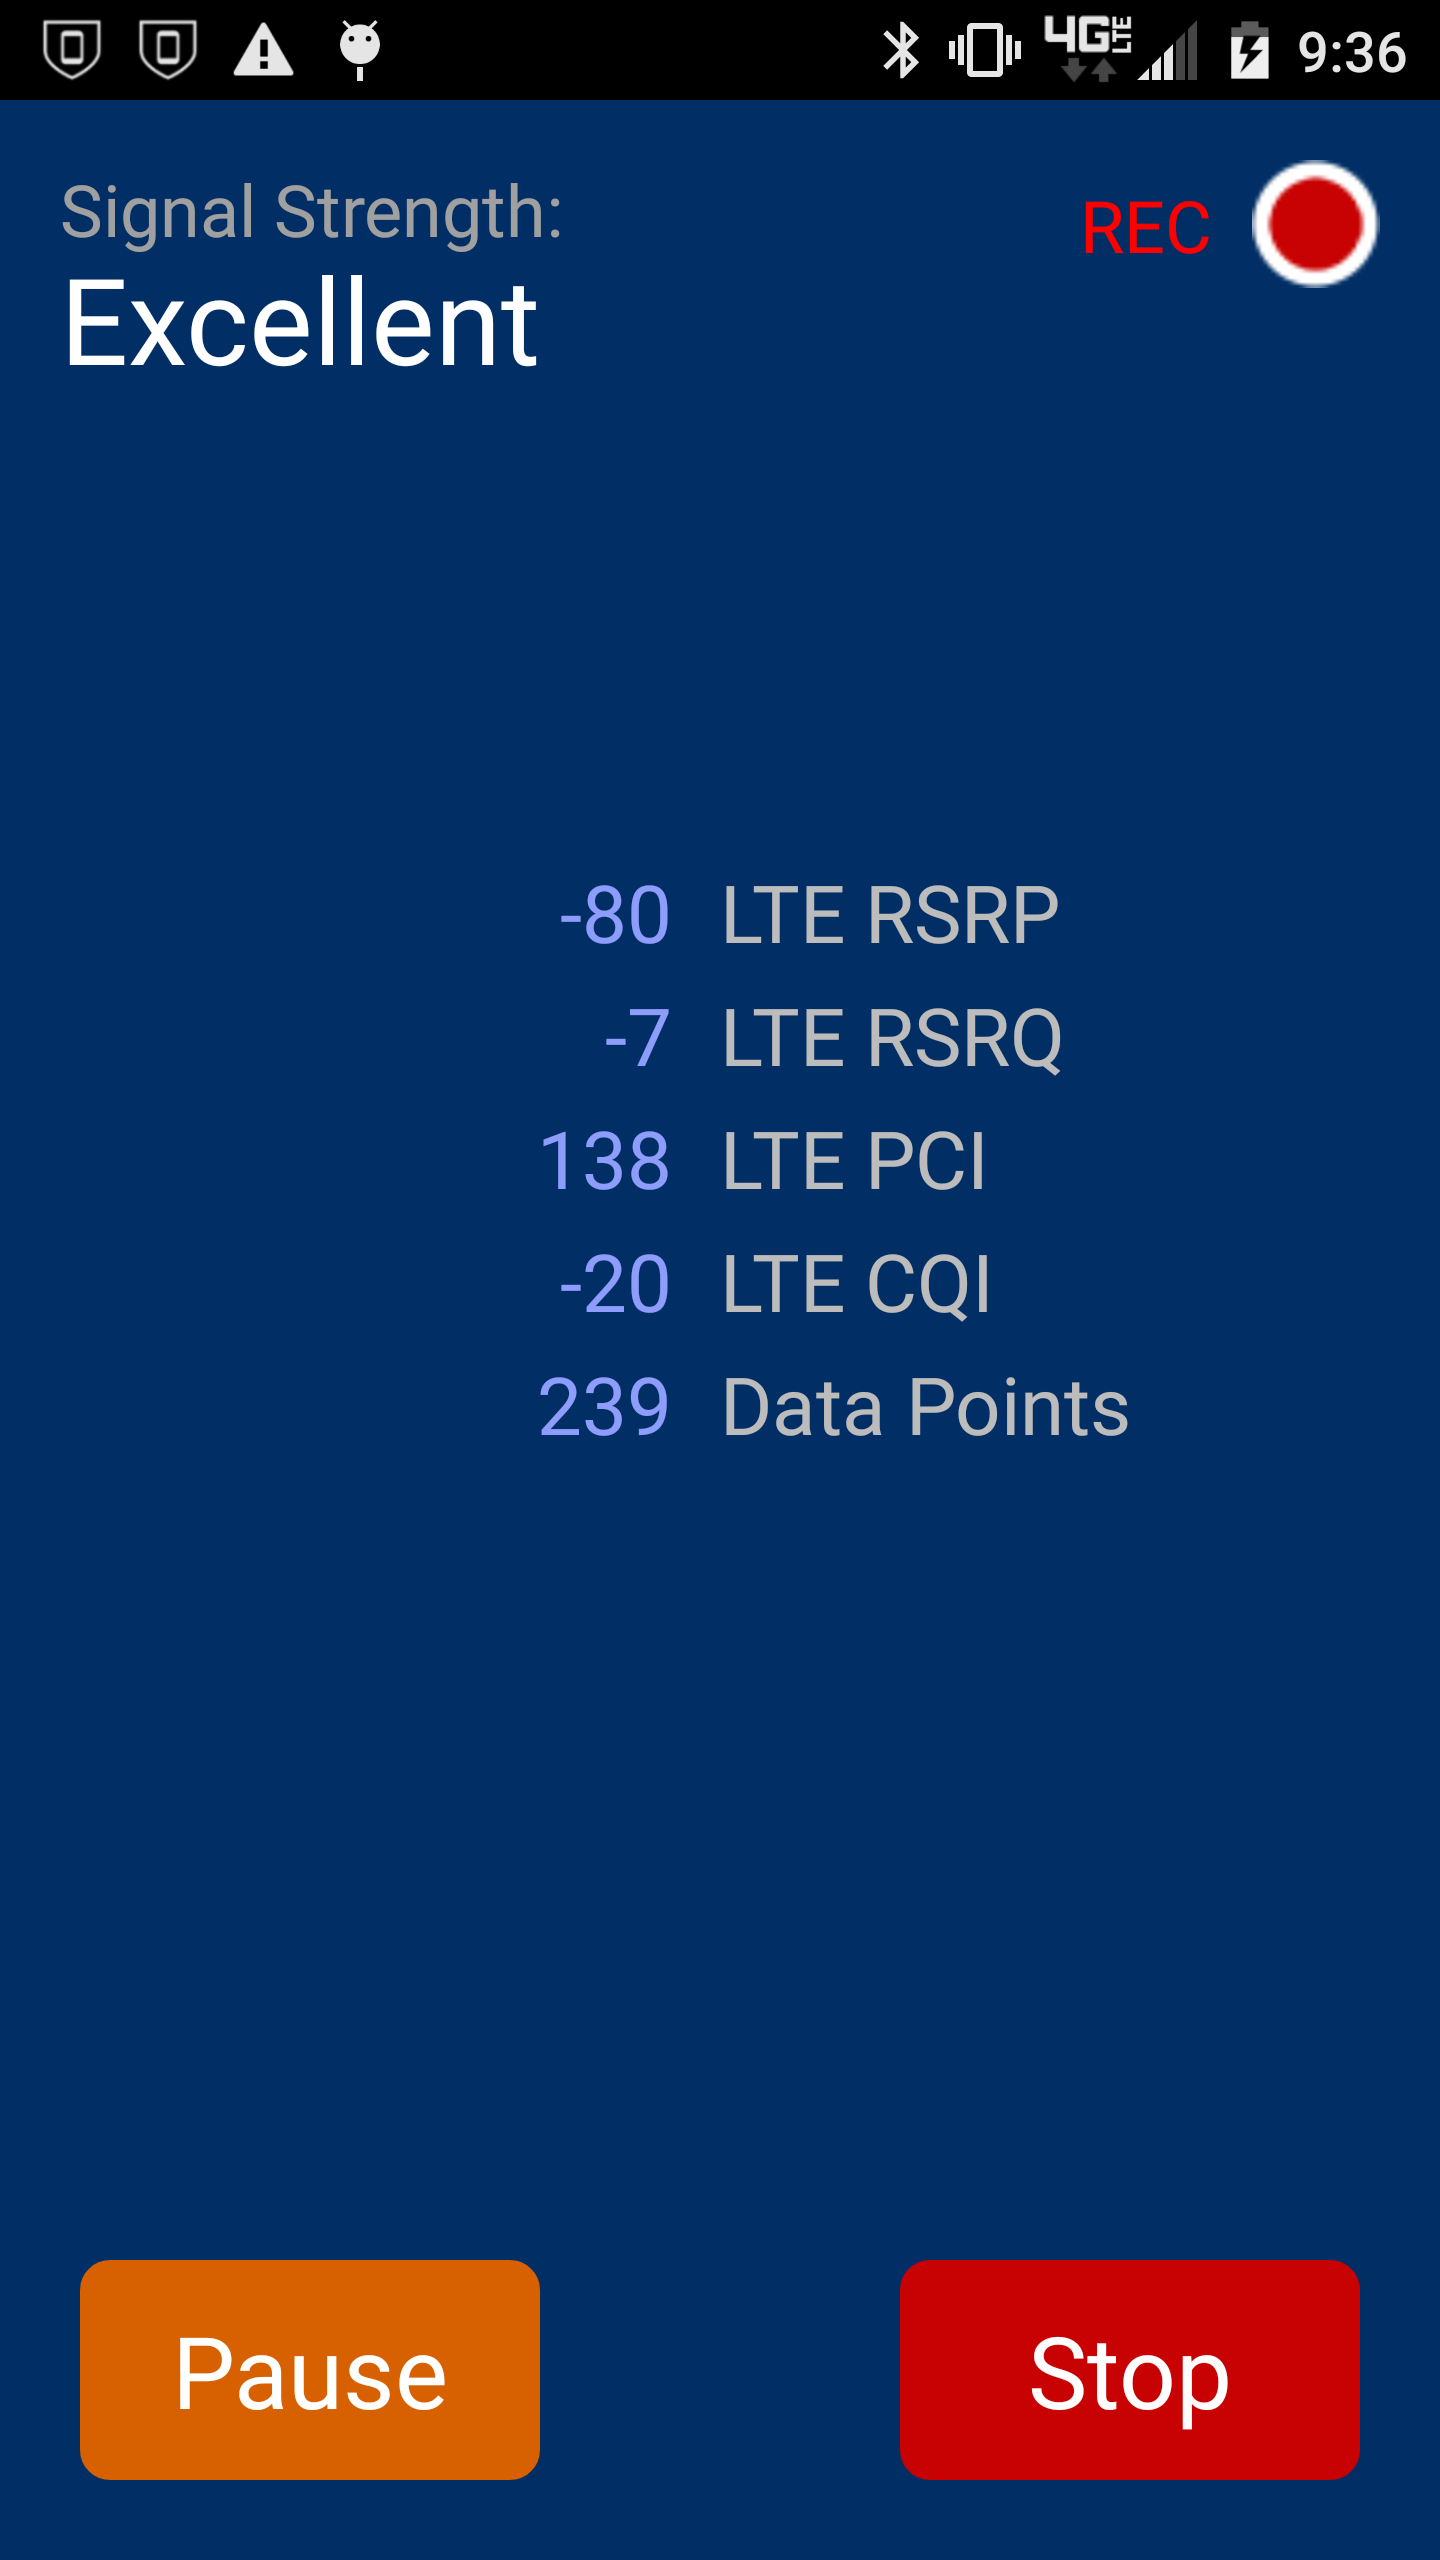 4G LTE 9:36
Signal Strength:
REC
Excellent
-80 LTE RSRP
-7 LTE RSRQ
138 LTE PCI
-20 LTE CQI
239 Data Points
Pause Stop